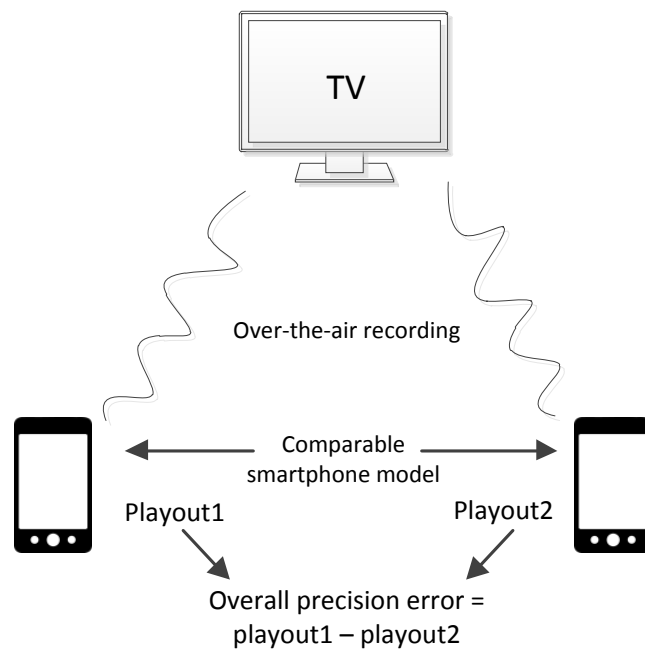 TV
Over-the-air recording
Comparable
smartphone model
Playout1
Playout2
Overall precision error =
playout1 – playout2